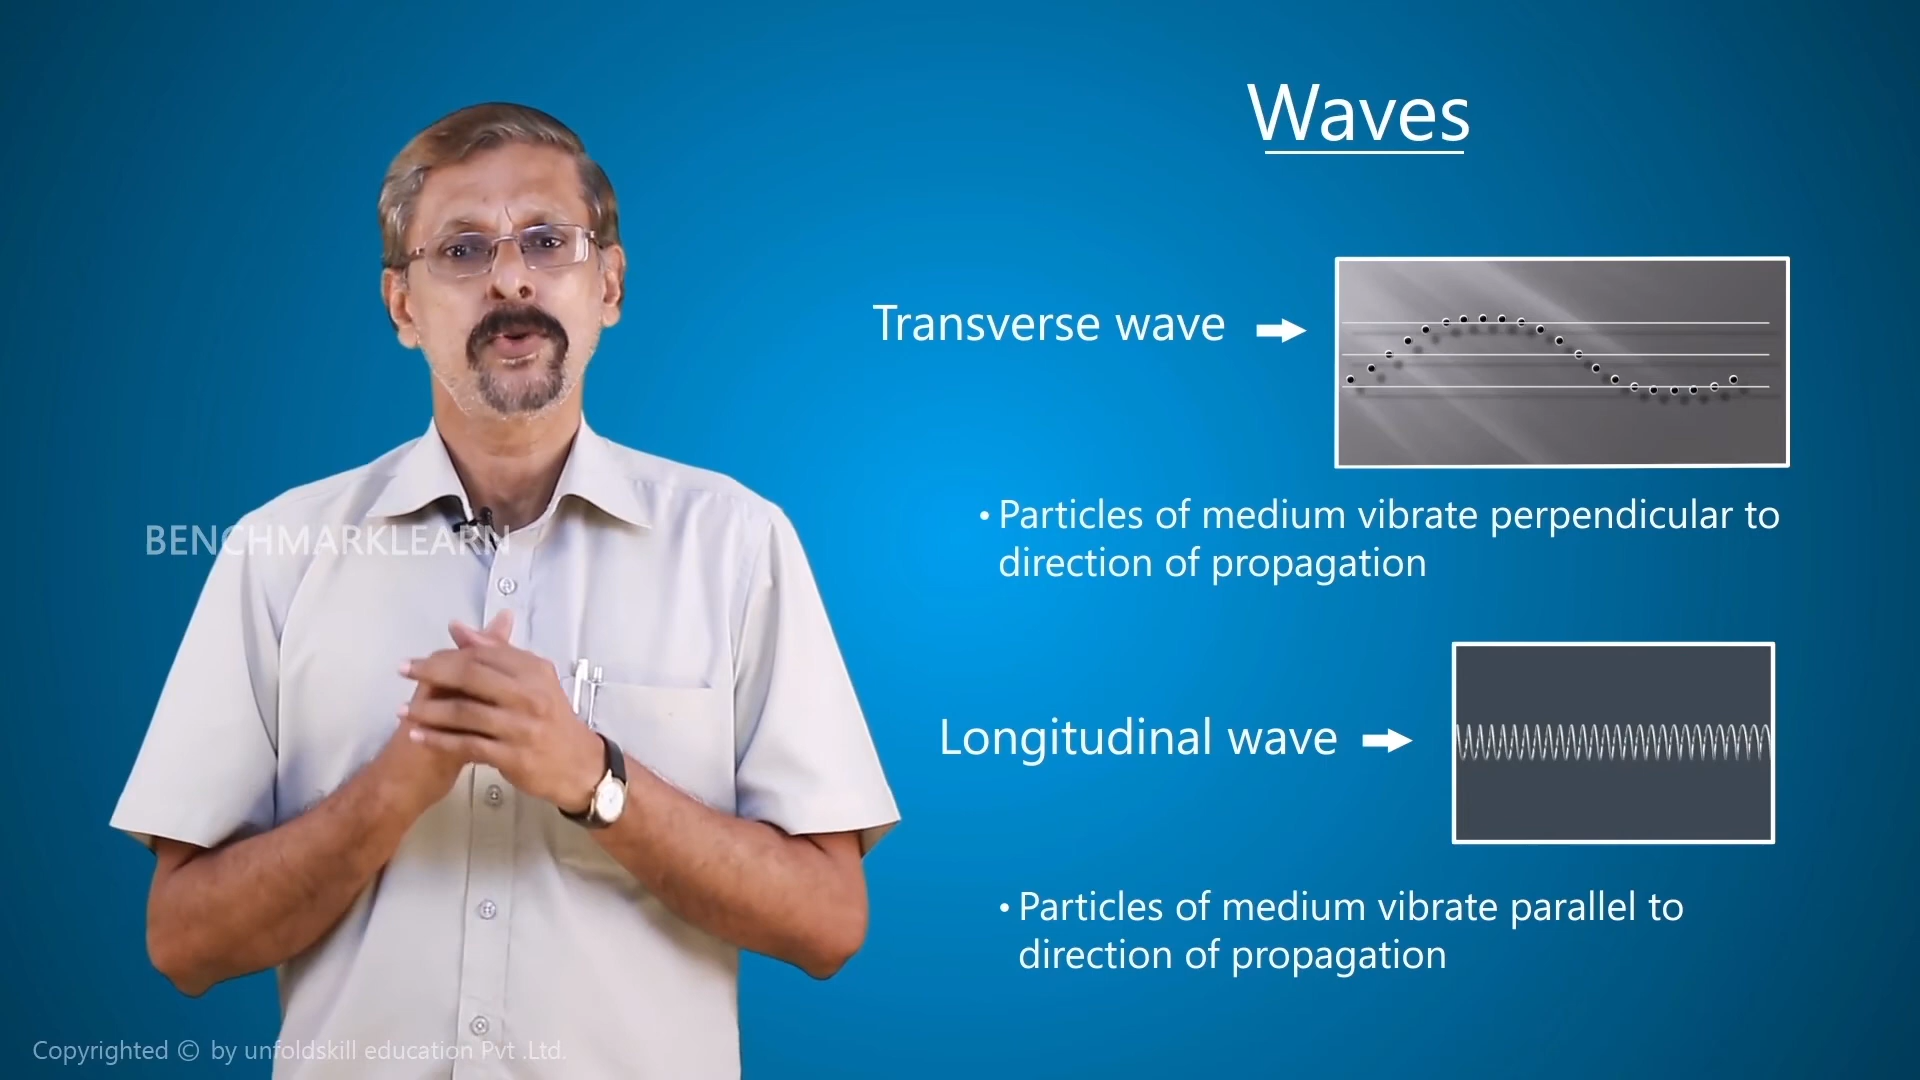 Waves
Transverse wave
• Particles of medium vibrate perpendicular to
direction of propagation
BENCHMARKLEARN
Longitudinal wave
• Particles of medium vibrate parallel to
direction of propagation
Copyrighted © by unfoldskill education Pvt .Ltd.